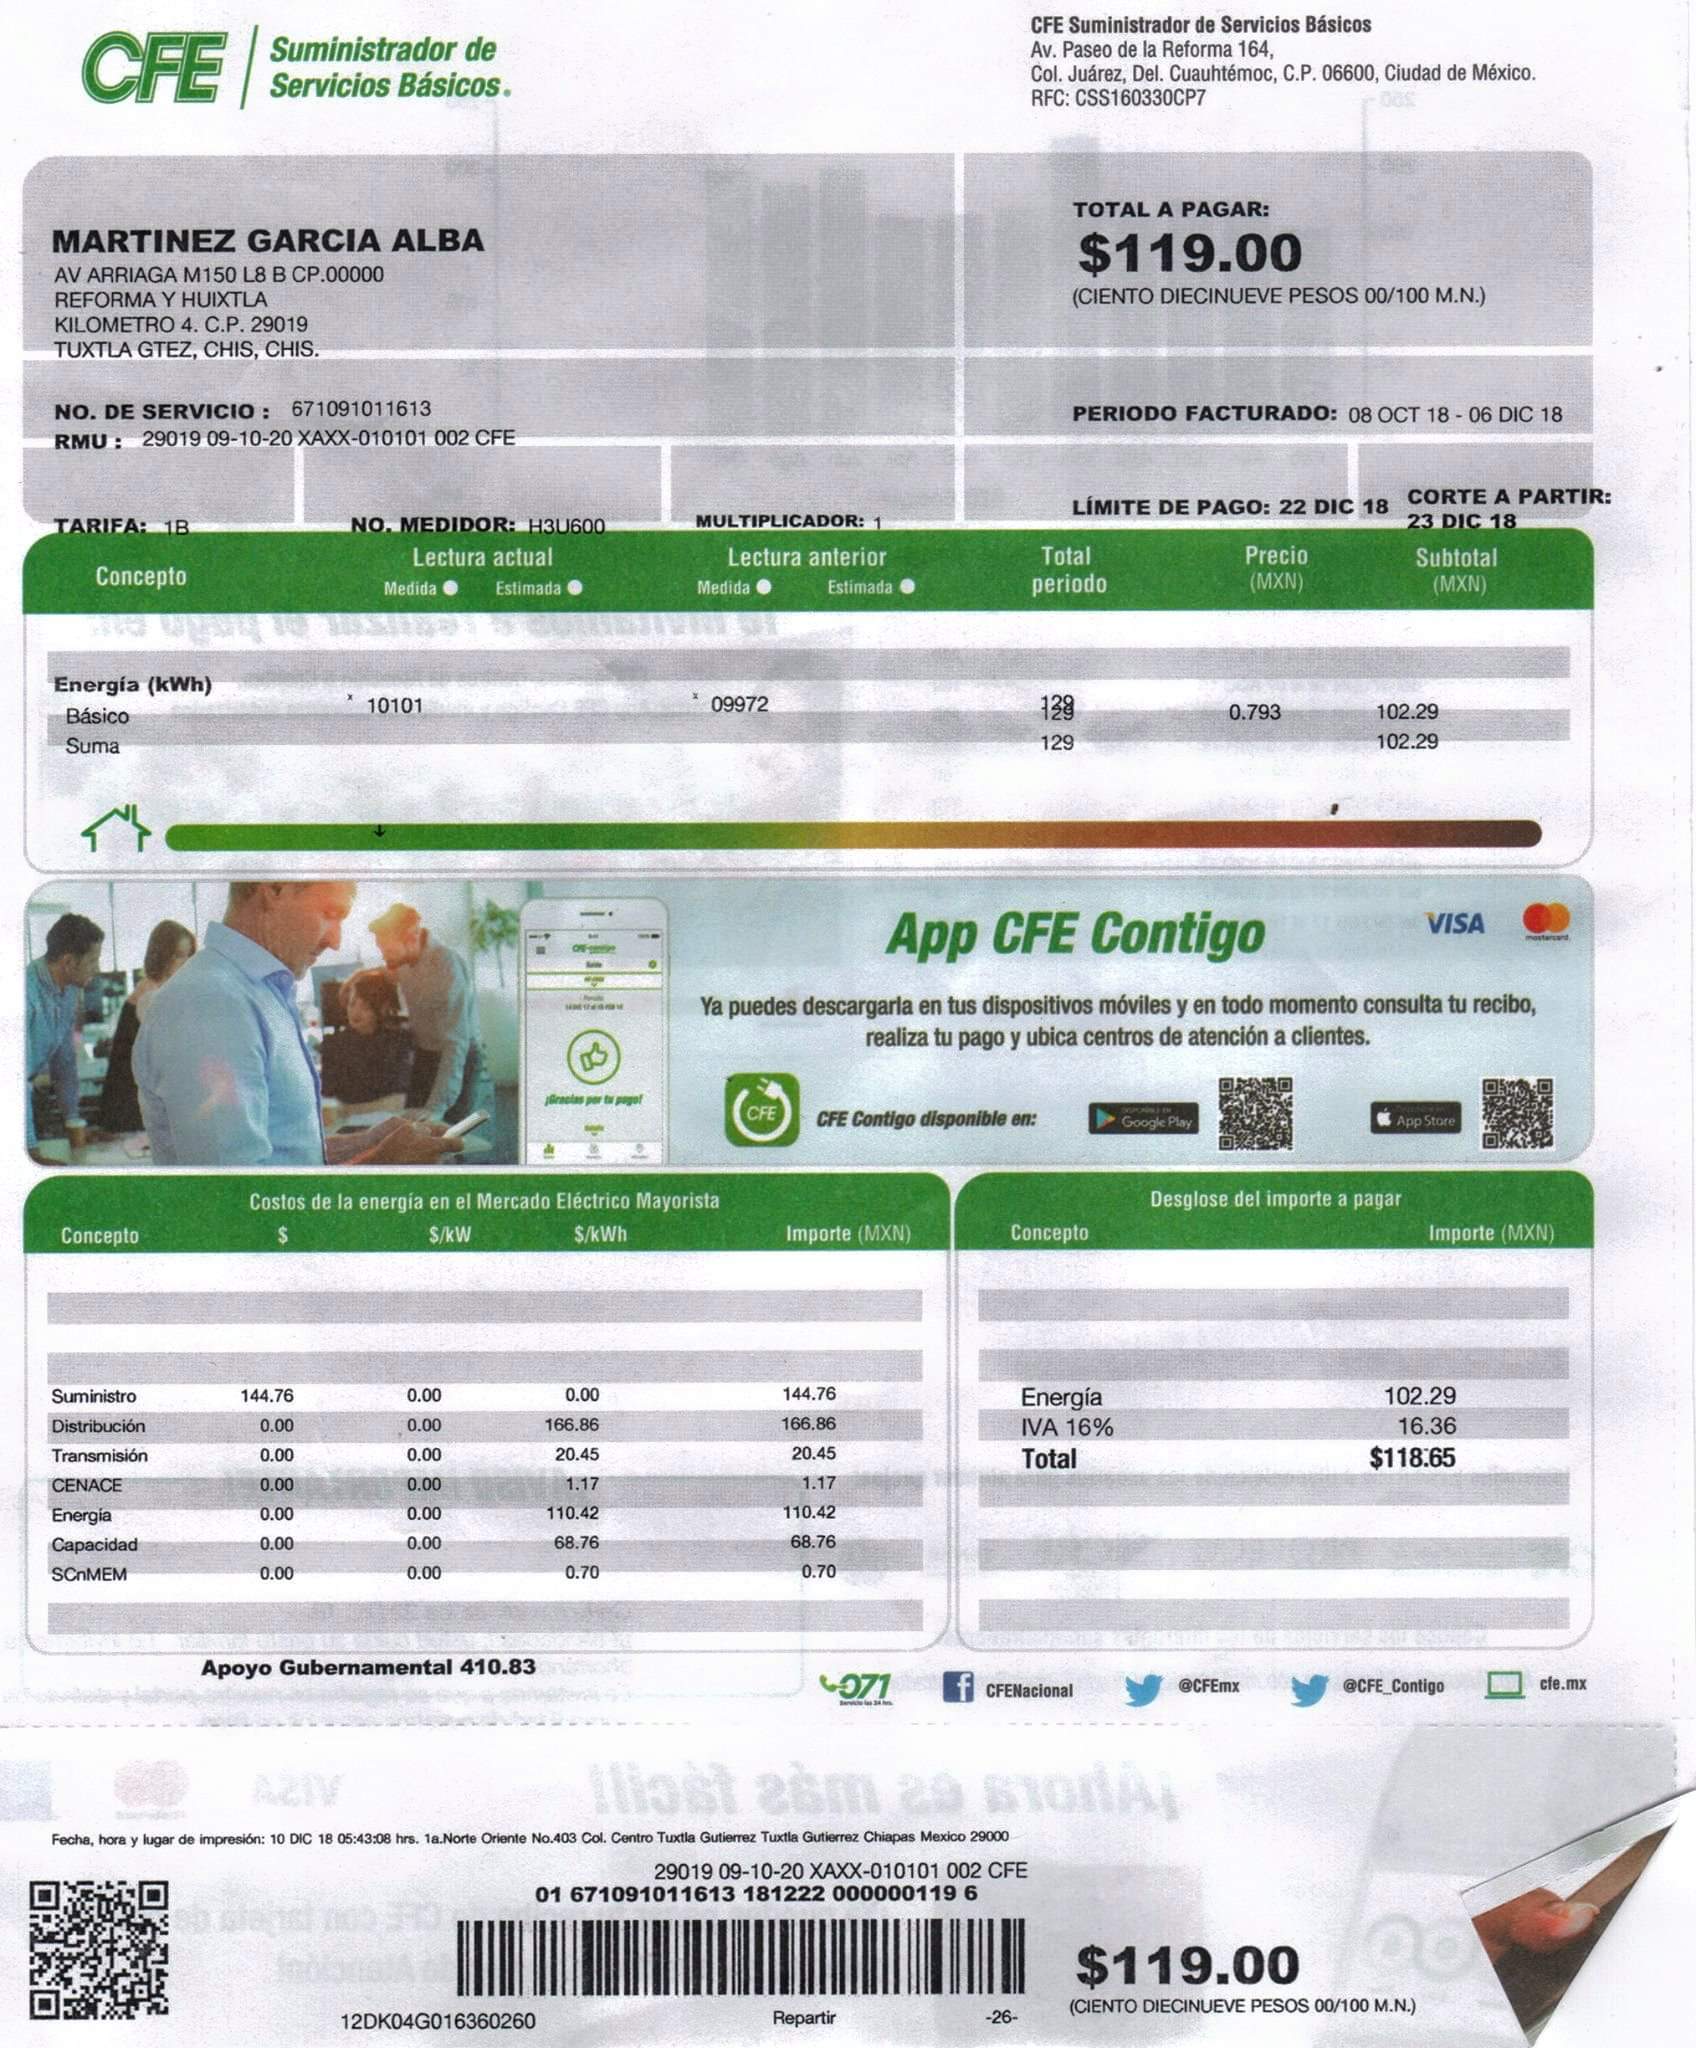 CFE
Suministrador de
Servicios Básicos.
CFE Suministrador de Servicios Básicos
Av. Paseo de la Reforma 164,
Col. Juárez, Del. Cuauhtémoc, C.P. 06600, Ciudad de México.
RFC: CSS160330CP7
MARTINEZ GARCIA ALBA
AV ARRIAGA M150 L8 B CP.00000
REFORMA Y HUIXTLA
KILOMETRO 4. C.P. 29019
TUXTLA GTEZ, CHIS, CHIS.
TOTAL A PAGAR:
$119.00
(CIENTO DIECINUEVE PESOS 00/100 M.N.)
NO. DE SERVICIO : 671091011613
RMU : 29019 09-10-20 XAXX-010101 002 CFE
PERIODO FACTURADO: 08 OCT 18 - 06 DIC 18
TARIFA: 1B NO. MEDIDOR: H3U600 MULTIPLICADOR: 1
LÍMITE DE PAGO: 22 DIC 18 CORTE A PARTIR:
23 DIC 18
Concepto Lectura actual Lectura anterior Total periodo Precio (MXN) Subtotal (MXN)
Medida Estimada Medida Estimada
Energía (kWh)
Básico x 10101 x 09972 129 129 0.793 102.29
Suma 129 102.29
App CFE Contigo
VISA mastercard
Ya puedes descargarla en tus dispositivos móviles y en todo momento consulta tu recibo,
realiza tu pago y ubica centros de atención a clientes.
¡Gracias por tu pago!
CFE
CFE Contigo disponible en: Google Play App Store
Costos de la energía en el Mercado Eléctrico Mayorista
Concepto $ $/kW $/kWh Importe (MXN)
Suministro 144.76 0.00 0.00 144.76
Distribución 0.00 0.00 166.86 166.86
Transmisión 0.00 0.00 20.45 20.45
CENACE 0.00 0.00 1.17 1.17
Energía 0.00 0.00 110.42 110.42
Capacidad 0.00 0.00 68.76 68.76
SCnMEM 0.00 0.00 0.70 0.70
Apoyo Gubernamental 410.83
Desglose del importe a pagar
Concepto Importe (MXN)
Energía 102.29
IVA 16% 16.36
Total $118.65
071 CFENacional @CFEmx @CFE_Contigo cfe.mx
Servicio las 24 hrs.
Fecha, hora y lugar de impresión: 10 DIC 18 05:43:08 hrs. 1a.Norte Oriente No.403 Col. Centro Tuxtla Gutierrez Tuxtla Gutierrez Chiapas Mexico 29000
29019 09-10-20 XAXX-010101 002 CFE
01 671091011613 181222 000000119 6
$119.00
(CIENTO DIECINUEVE PESOS 00/100 M.N.)
12DK04G016360260 Repartir -26-